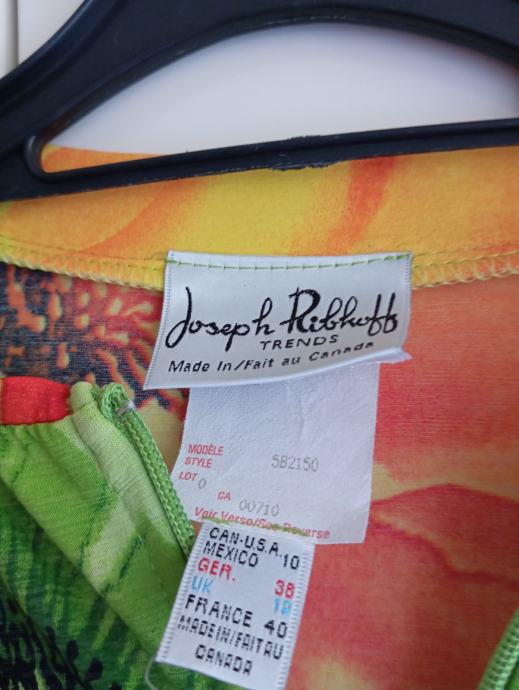 Joseph Ribkoff
TRENDS
Made In/Fait au Canada
MODÈLE
STYLE SB2150
LOT 0
CA 00710
Voir Verso/See Reverse
CAN-U.S.A.
MEXICO 10
GER. 38
UK 12
FRANCE 40
MADE IN/FAIT AU
CANADA